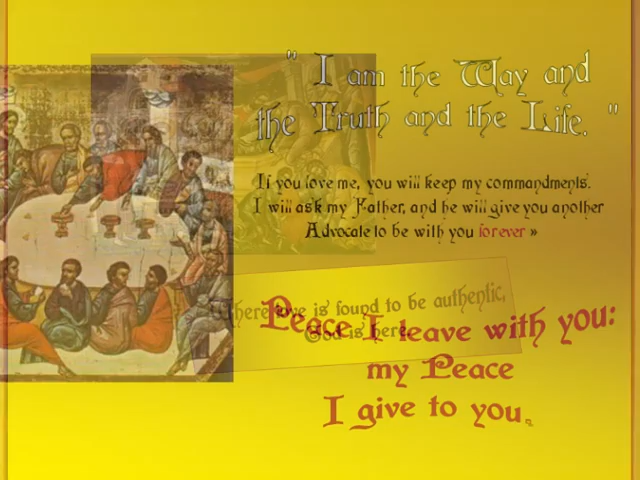 " I am the Way and
the Truth and the Life. "
If you love me, you will keep my commandments.
I will ask my Father, and he will give you another
Advocate to be with you for ever »
Where love is found to be authentic,
God is here.
Peace I leave with you:
my Peace
I give to you.